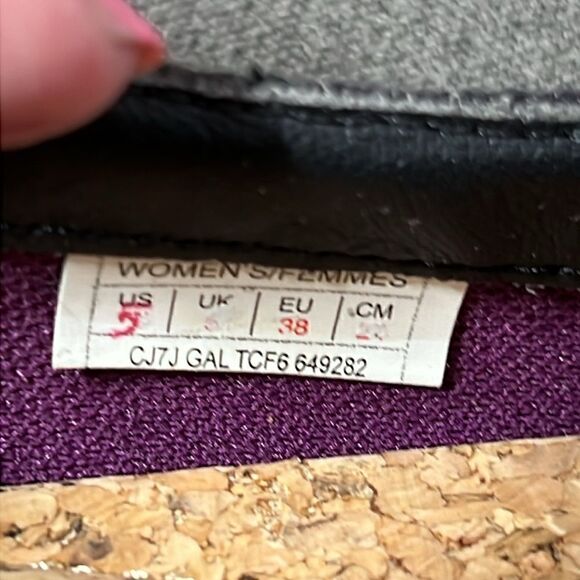 WOMEN'S/FEMMES
US UK EU CM
38
CJ7J GAL TCF6 649282